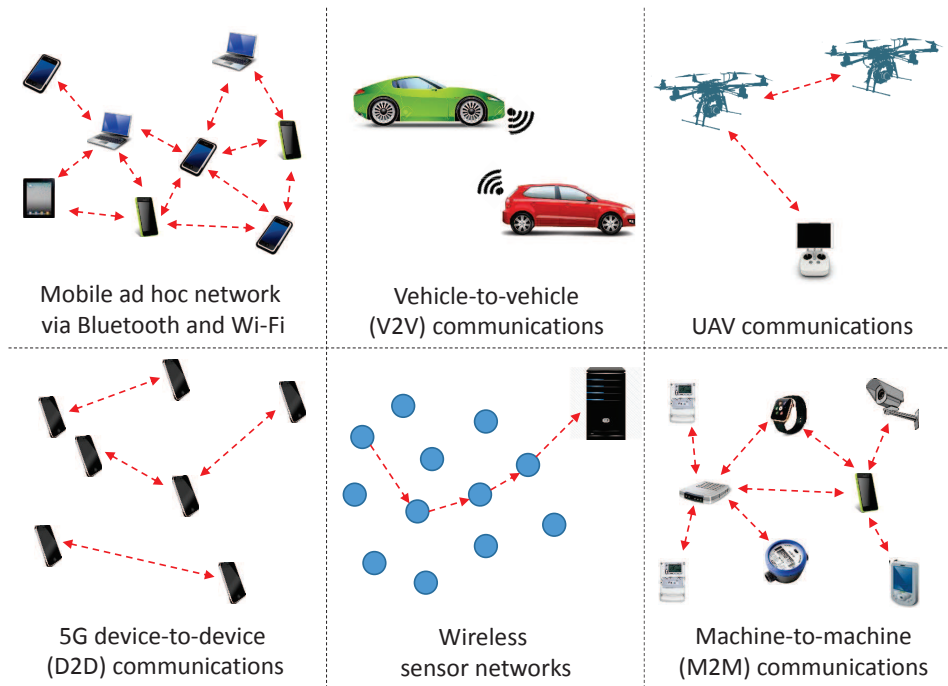 Mobile ad hoc network
via Bluetooth and Wi-Fi
Vehicle-to-vehicle
(V2V) communications
UAV communications
5G device-to-device
(D2D) communications
Wireless
sensor networks
Machine-to-machine
(M2M) communications